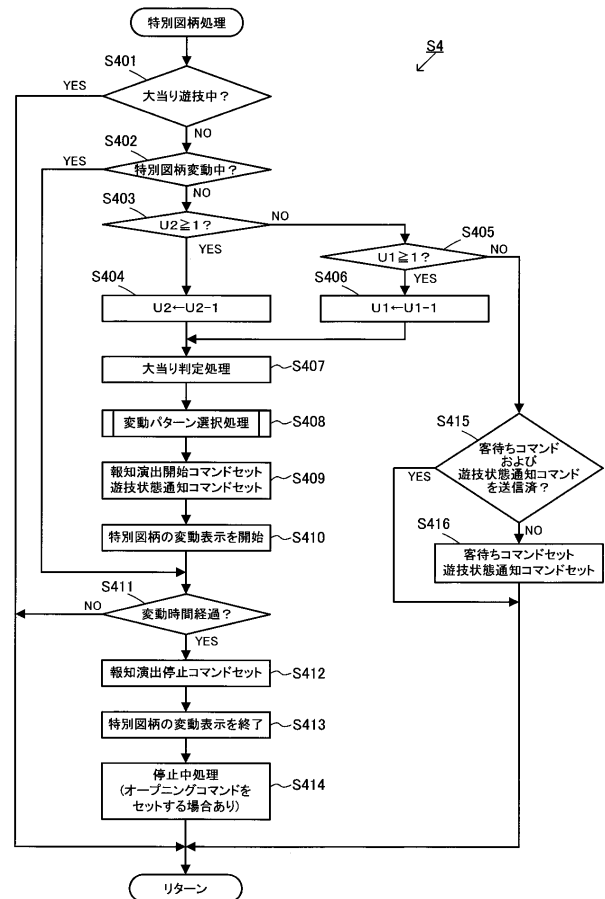 特別図柄処理
S4
S401
大当り遊技中？
YES
NO
S402
特別図柄変動中？
YES
NO
S403
U2≧1？
NO
YES
S405
U1≧1？
NO
YES
S404
U2←U2-1
S406
U1←U1-1
大当り判定処理
S407
変動パターン選択処理
S408
報知演出開始コマンドセット
遊技状態通知コマンドセット
S409
特別図柄の変動表示を開始
S410
S415
客待ちコマンド
および
遊技状態通知コマンド
を送信済？
YES
NO
S416
客待ちコマンドセット
遊技状態通知コマンドセット
S411
変動時間経過？
NO
YES
報知演出停止コマンドセット
S412
特別図柄の変動表示を終了
S413
停止中処理
(オープニングコマンドを
セットする場合あり)
S414
リターン